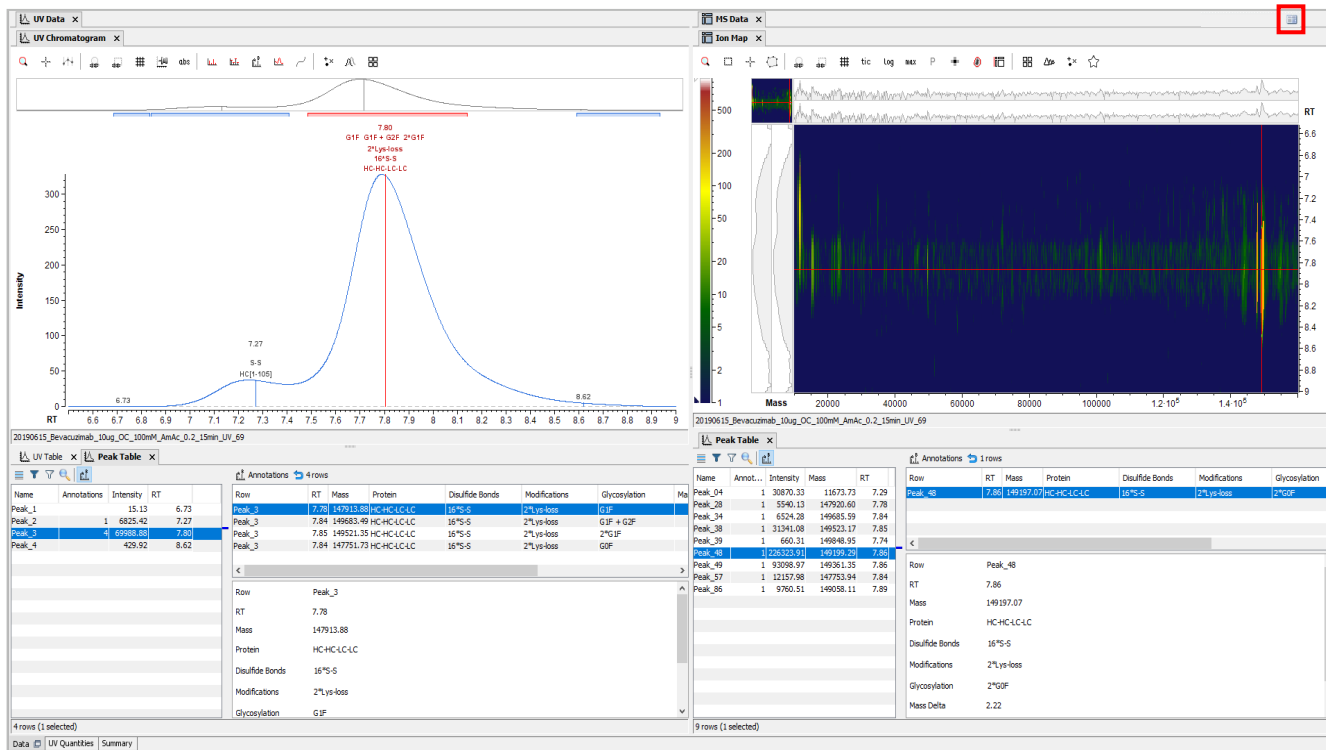 UV Data x
UV Chromatogram x
abs
7.80
G1F G1F + G2F 2*G1F
2*Lys-loss
16*S-S
HC-HC-LC-LC
300
250
200
150
100
50
0
Intensity
7.27
S-S
HC[1-105]
6.73
8.62
RT 6.6 6.7 6.8 6.9 7 7.1 7.2 7.3 7.4 7.5 7.6 7.7 7.8 7.9 8 8.1 8.2 8.3 8.4 8.5 8.6 8.7 8.8 8.9 9
20190615_Bevacuzimab_10ug_OC_100mM_AmAc_0.2_15min_UV_69
UV Table x Peak Table x
Name Annotations Intensity RT
Peak_1 15.13 6.73
Peak_2 1 6825.42 7.27
Peak_3 4 69988.88 7.80
Peak_4 429.92 8.62
Annotations 4 rows
Row RT Mass Protein Disulfide Bonds Modifications Glycosylation Ma
Peak_3 7.78 147913.88 HC-HC-LC-LC 16*S-S 2*Lys-loss G1F
Peak_3 7.84 149683.49 HC-HC-LC-LC 16*S-S 2*Lys-loss G1F + G2F
Peak_3 7.85 149521.35 HC-HC-LC-LC 16*S-S 2*Lys-loss 2*G1F
Peak_3 7.84 147751.73 HC-HC-LC-LC 16*S-S 2*Lys-loss G0F
Row Peak_3
RT 7.78
Mass 147913.88
Protein HC-HC-LC-LC
Disulfide Bonds 16*S-S
Modifications 2*Lys-loss
Glycosylation G1F
4 rows (1 selected)
Data UV Quantities Summary
MS Data x
Ion Map x
tic log max P Δm
500
200
100
50
20
10
5
2
1
RT
6.6
6.8
7
7.2
7.4
7.6
7.8
8
8.2
8.4
8.6
8.8
9
Mass 20000 40000 60000 80000 100000 1.2·10⁵ 1.4·10⁵
20190615_Bevacuzimab_10ug_OC_100mM_AmAc_0.2_15min_UV_69
Peak Table x
Name Annot... Intensity Mass RT
Peak_04 1 30870.33 11673.73 7.29
Peak_28 1 5540.13 147920.60 7.78
Peak_34 1 6524.28 149685.59 7.84
Peak_38 1 31341.08 149523.17 7.85
Peak_39 1 660.31 149848.95 7.74
Peak_48 1 226323.91 149199.29 7.86
Peak_49 1 93098.97 149361.35 7.86
Peak_57 1 12157.98 147753.94 7.84
Peak_86 1 9760.51 149058.11 7.89
Annotations 1 rows
Row RT Mass Protein Disulfide Bonds Modifications Glycosylation
Peak_48 7.86 149197.07 HC-HC-LC-LC 16*S-S 2*Lys-loss 2*G0F
Row Peak_48
RT 7.86
Mass 149197.07
Protein HC-HC-LC-LC
Disulfide Bonds 16*S-S
Modifications 2*Lys-loss
Glycosylation 2*G0F
Mass Delta 2.22
9 rows (1 selected)